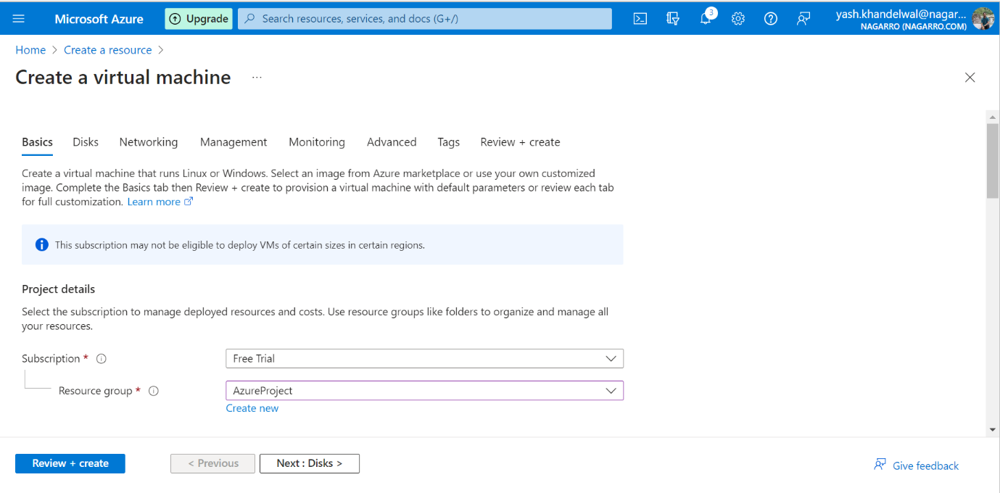 Microsoft Azure
Upgrade
Search resources, services, and docs (G+/)
3
yash.khandelwal@nagar...
NAGARRO (NAGARRO.COM)
Home > Create a resource >
Create a virtual machine ...
Basics Disks Networking Management Monitoring Advanced Tags Review + create
Create a virtual machine that runs Linux or Windows. Select an image from Azure marketplace or use your own customized
image. Complete the Basics tab then Review + create to provision a virtual machine with default parameters or review each tab
for full customization. Learn more
This subscription may not be eligible to deploy VMs of certain sizes in certain regions.
Project details
Select the subscription to manage deployed resources and costs. Use resource groups like folders to organize and manage all
your resources.
Subscription * Free Trial
Resource group * AzureProject
Create new
Review + create < Previous Next : Disks > Give feedback